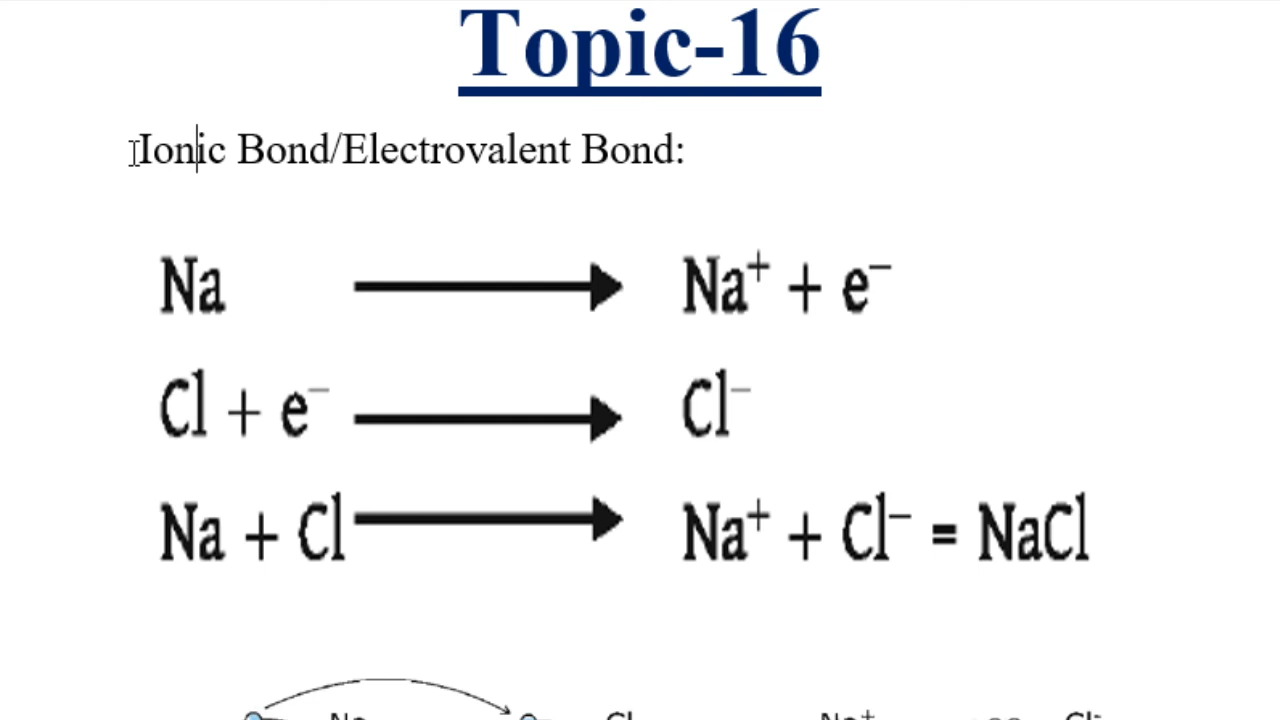 Topic-16
Ionic Bond/Electrovalent Bond:
Na ⟶ Na⁺ + e⁻
Cl + e⁻ ⟶ Cl⁻
Na + Cl ⟶ Na⁺ + Cl⁻ = NaCl